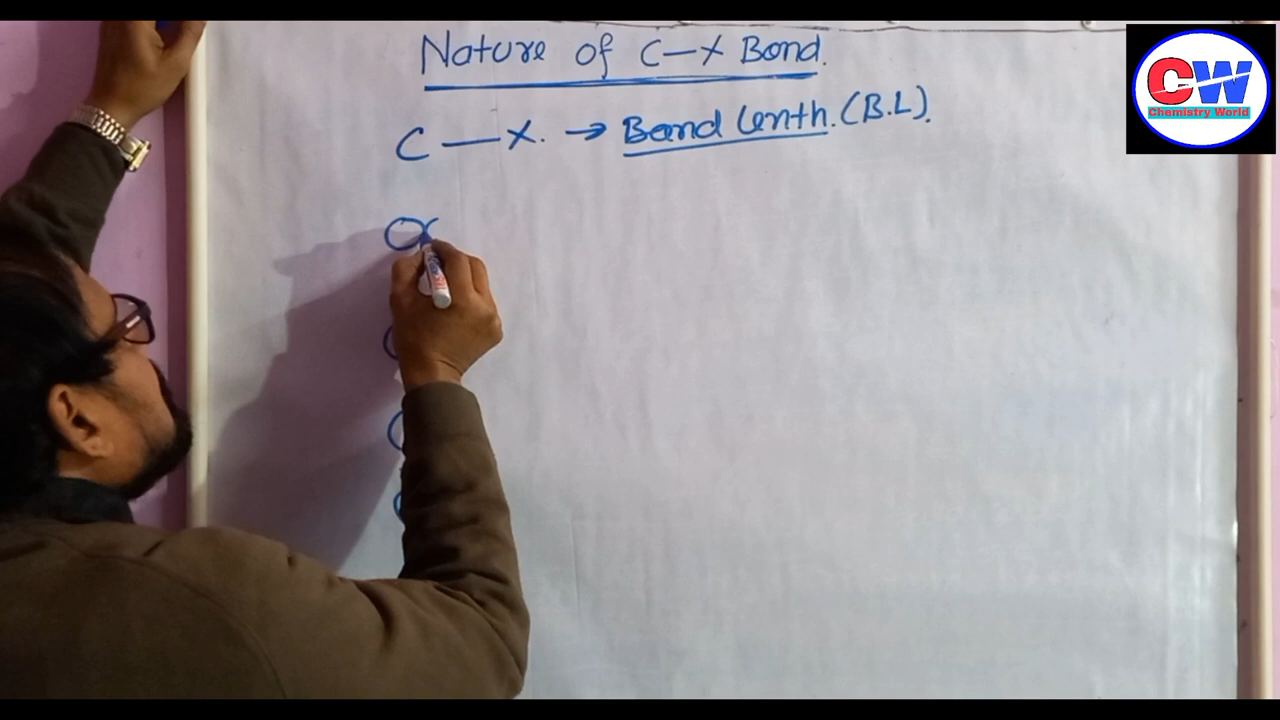 Nature of C—X Bond.
C — X. → Bond Lenth. (B.L).
CW
Chemistry World